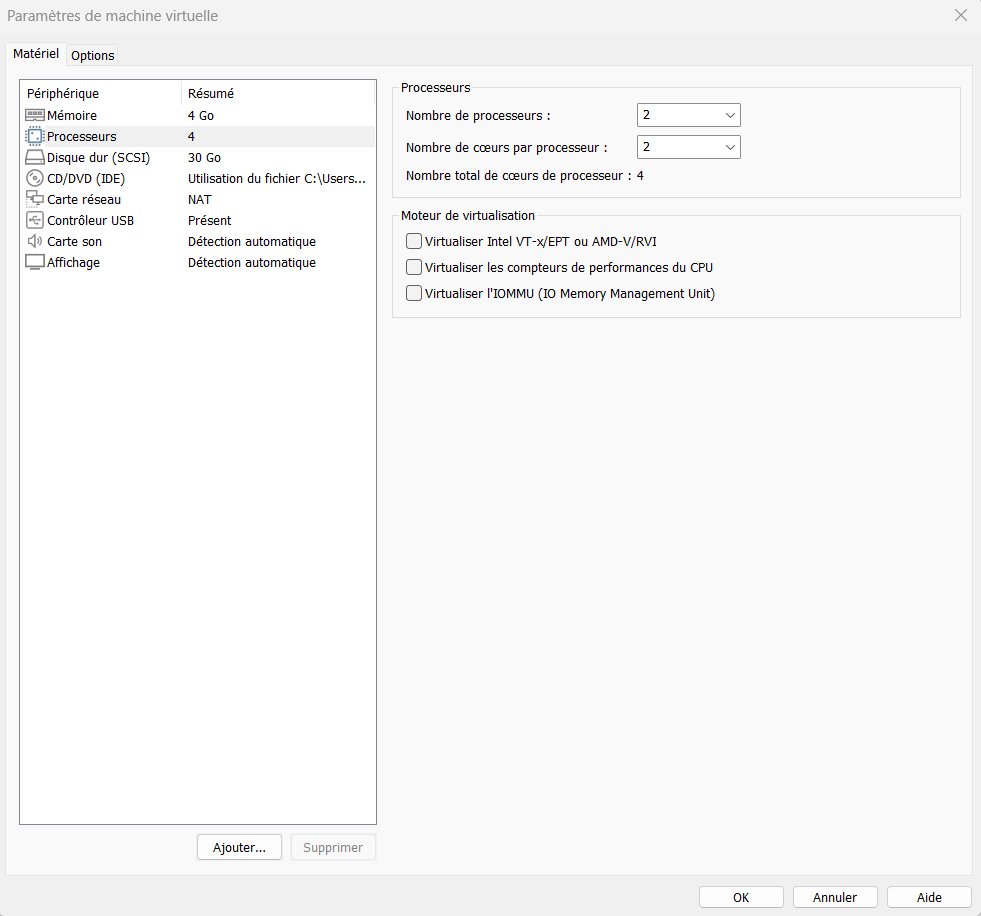 Paramètres de machine virtuelle
Matériel Options
Périphérique Résumé
Mémoire 4 Go
Processeurs 4
Disque dur (SCSI) 30 Go
CD/DVD (IDE) Utilisation du fichier C:\Users...
Carte réseau NAT
Contrôleur USB Présent
Carte son Détection automatique
Affichage Détection automatique
Ajouter... Supprimer
Processeurs
Nombre de processeurs : 2
Nombre de cœurs par processeur : 2
Nombre total de cœurs de processeur : 4
Moteur de virtualisation
Virtualiser Intel VT-x/EPT ou AMD-V/RVI
Virtualiser les compteurs de performances du CPU
Virtualiser l'IOMMU (IO Memory Management Unit)
OK Annuler Aide